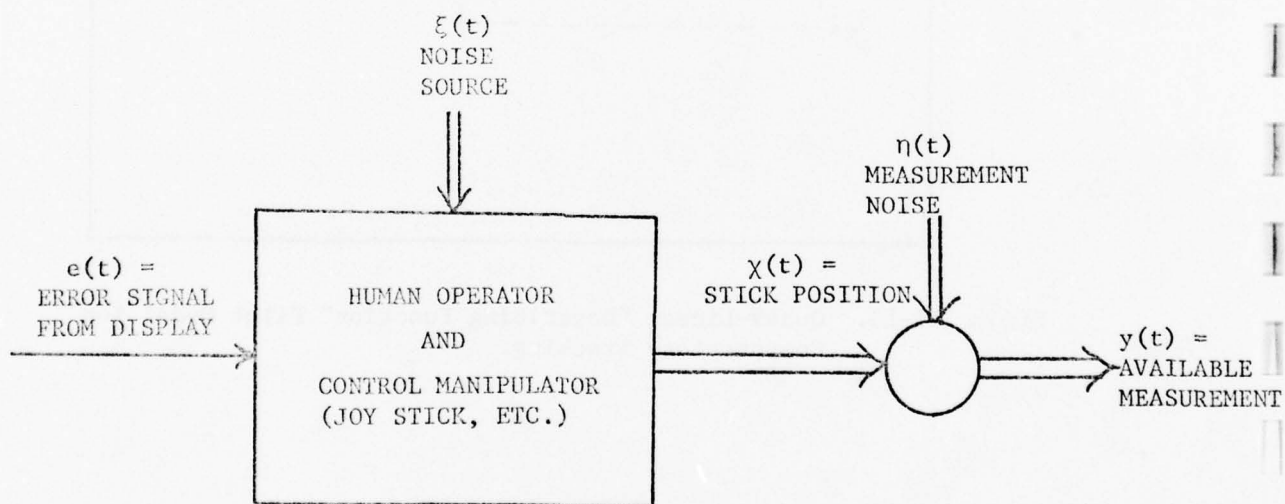 ξ(t)
NOISE
SOURCE
η(t)
MEASUREMENT
NOISE
e(t) =
ERROR SIGNAL
FROM DISPLAY
HUMAN OPERATOR
AND
CONTROL MANIPULATOR
(JOY STICK, ETC.)
χ(t) =
STICK POSITION
y(t) =
AVAILABLE
MEASUREMENT